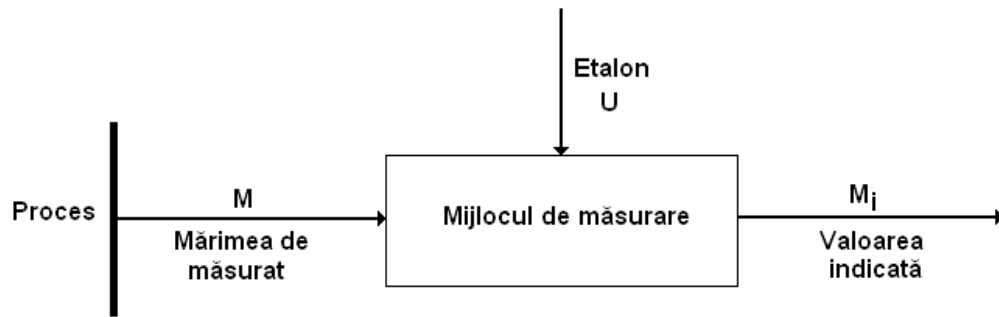 Etalon
U
Proces
M
Mărimea de
măsurat
Mijlocul de măsurare
Mi
Valoarea
indicată